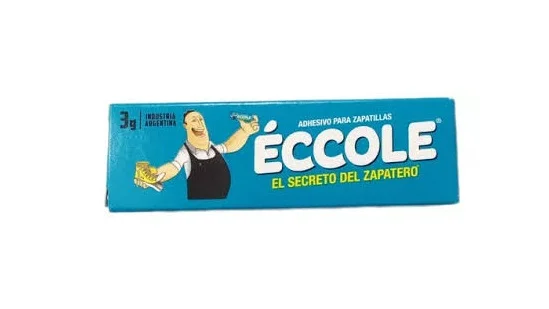 3g
INDUSTRIA
ARGENTINA
ADHESIVO PARA ZAPATILLAS
ÉCCOLE®
EL SECRETO DEL ZAPATERO